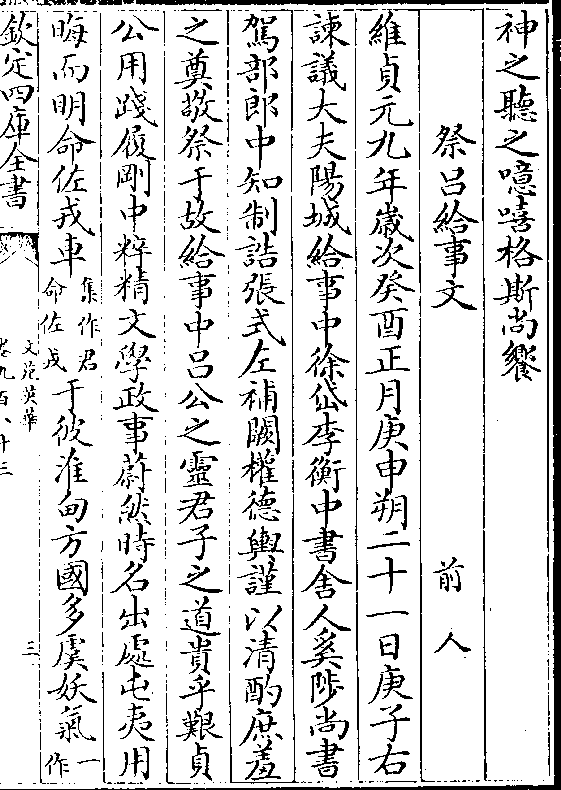 神之聽之噫嘻格斯尚饗
祭呂給事文　前人
維貞元九年歲次癸酉正月庚申朔二十一日庚子右
諫議大夫陽城給事中徐岱李衡中書舍人奚陟尚書
駕部郎中知制誥張式左補闕權德輿謹以清酌庶羞
之奠敬祭于故給事中呂公之靈君子之道貴乎艱貞
公用踐履剛中粹精文學政事蔚然時名出處屯夷用
晦而明命佐戎車集作君命佐戎于彼淮甸方國多虞妖氣一作
欽定四庫全書
文苑英華
卷九百八十三
三